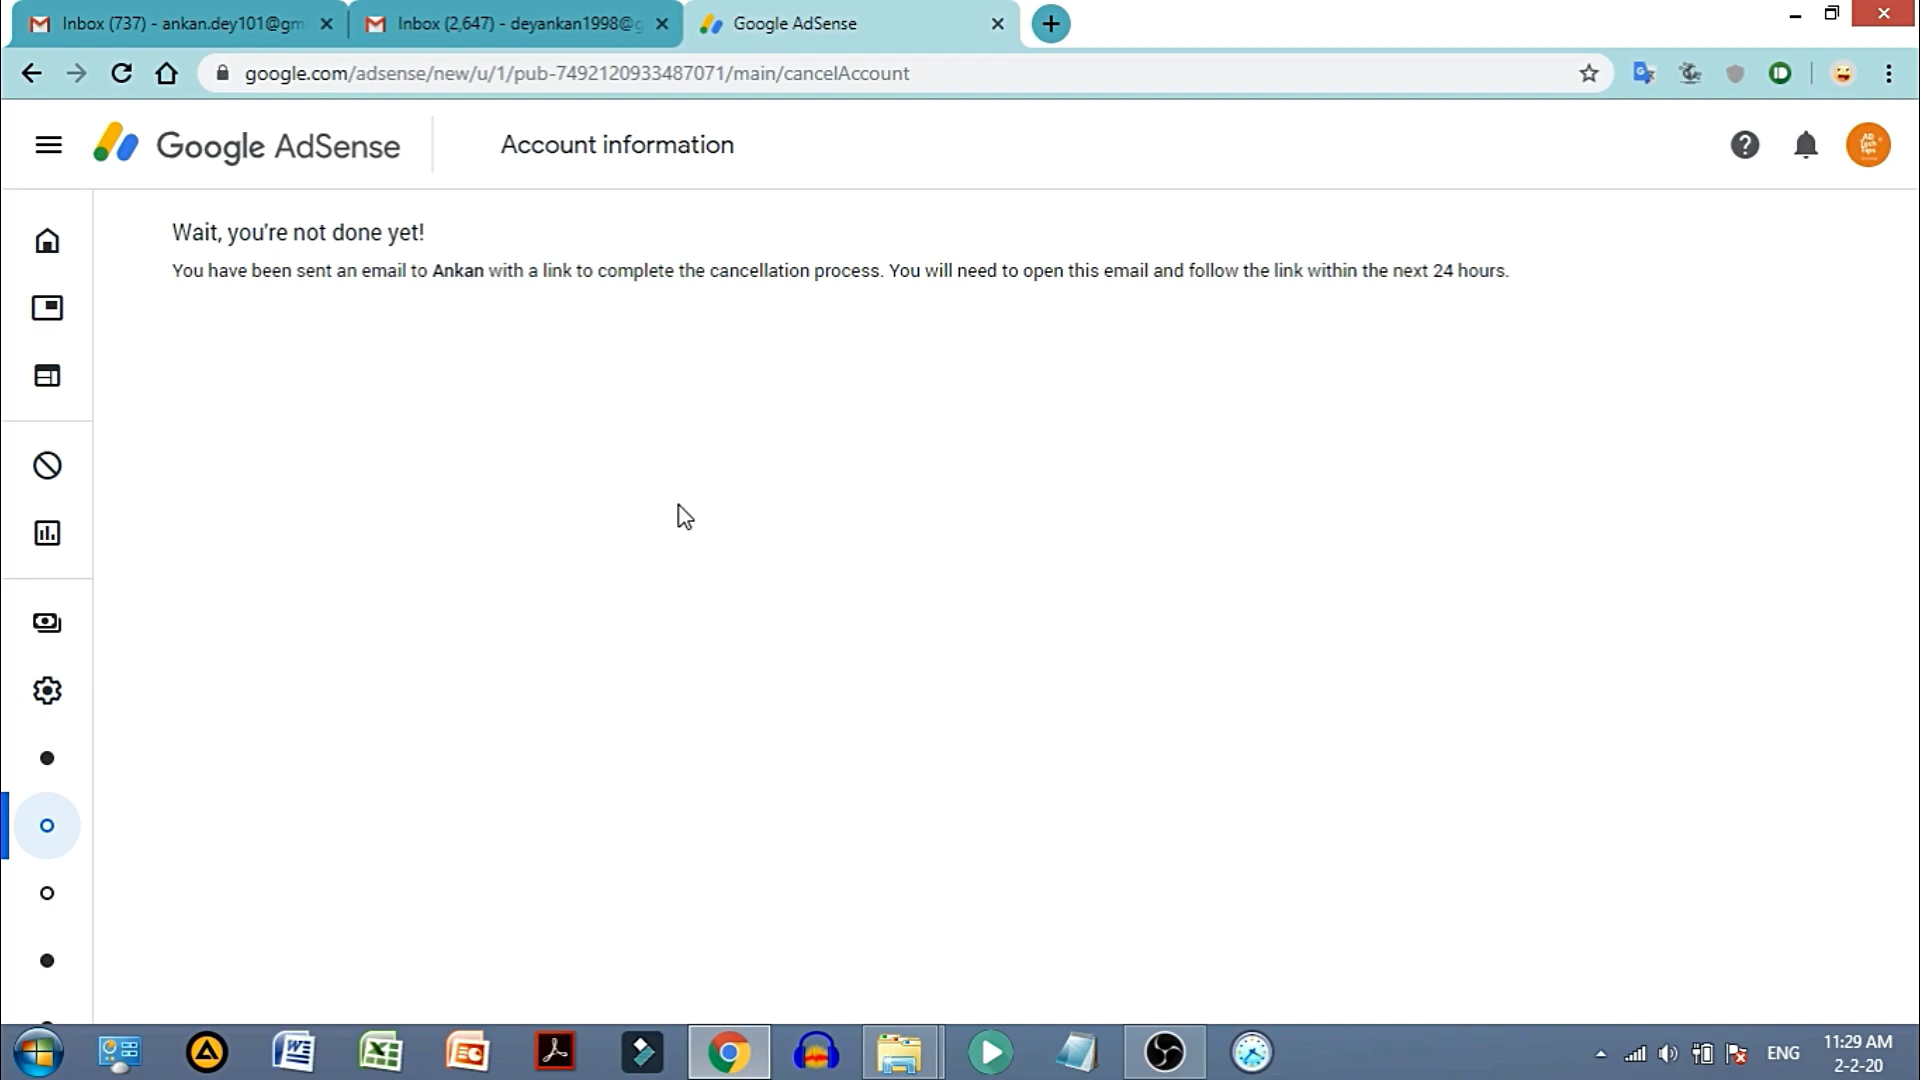 Inbox (737) - ankan.dey101@gm
Inbox (2,647) - deyankan1998@g
Google AdSense
google.com/adsense/new/u/1/pub-7492120933487071/main/cancelAccount
Google AdSense
Account information
AD Tech Tips
Wait, you're not done yet!
You have been sent an email to Ankan with a link to complete the cancellation process. You will need to open this email and follow the link within the next 24 hours.
ENG
11:29 AM
2-2-20